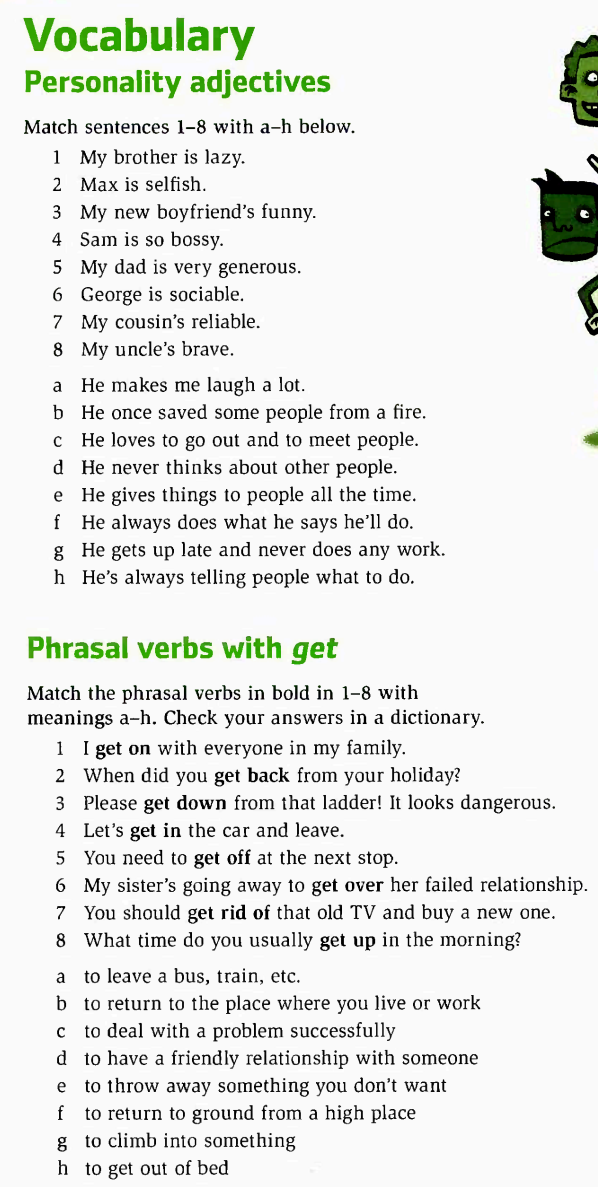 Vocabulary
Personality adjectives
Match sentences 1–8 with a–h below.
1 My brother is lazy.
2 Max is selfish.
3 My new boyfriend's funny.
4 Sam is so bossy.
5 My dad is very generous.
6 George is sociable.
7 My cousin's reliable.
8 My uncle's brave.
a He makes me laugh a lot.
b He once saved some people from a fire.
c He loves to go out and to meet people.
d He never thinks about other people.
e He gives things to people all the time.
f He always does what he says he'll do.
g He gets up late and never does any work.
h He's always telling people what to do.
Phrasal verbs with get
Match the phrasal verbs in bold in 1–8 with
meanings a–h. Check your answers in a dictionary.
1 I get on with everyone in my family.
2 When did you get back from your holiday?
3 Please get down from that ladder! It looks dangerous.
4 Let's get in the car and leave.
5 You need to get off at the next stop.
6 My sister's going away to get over her failed relationship.
7 You should get rid of that old TV and buy a new one.
8 What time do you usually get up in the morning?
a to leave a bus, train, etc.
b to return to the place where you live or work
c to deal with a problem successfully
d to have a friendly relationship with someone
e to throw away something you don't want
f to return to ground from a high place
g to climb into something
h to get out of bed